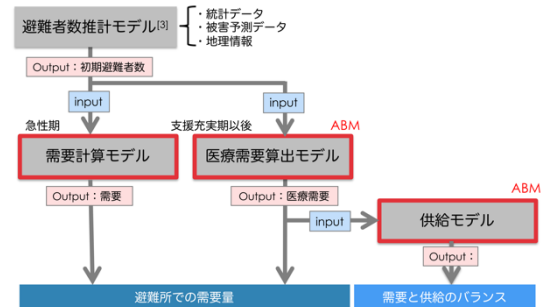 避難者数推計モデル[3]
・統計データ
・被害予測データ
・地理情報
Output：初期避難者数
input
input
急性期
支援充実期以後
ABM
需要計算モデル
医療需要算出モデル
Output：需要
Output：医療需要
ABM
input
供給モデル
Output：
避難所での需要量
需要と供給のバランス